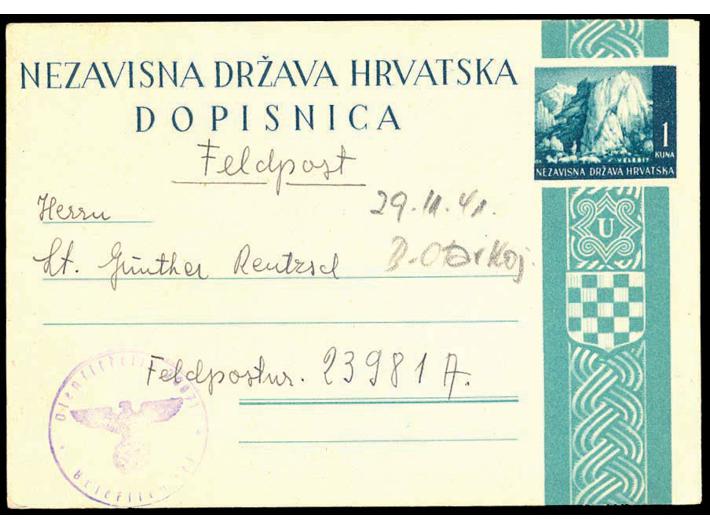 NEZAVISNA DRŽAVA HRVATSKA
DOPISNICA
Feldpost
VELEBIT
1
KUNA
NEZAVISNA DRŽAVA HRVATSKA
Herrn
29.11.41.
Lt. Günther Rentzsch
U
Feldpostnr. 23981 A.